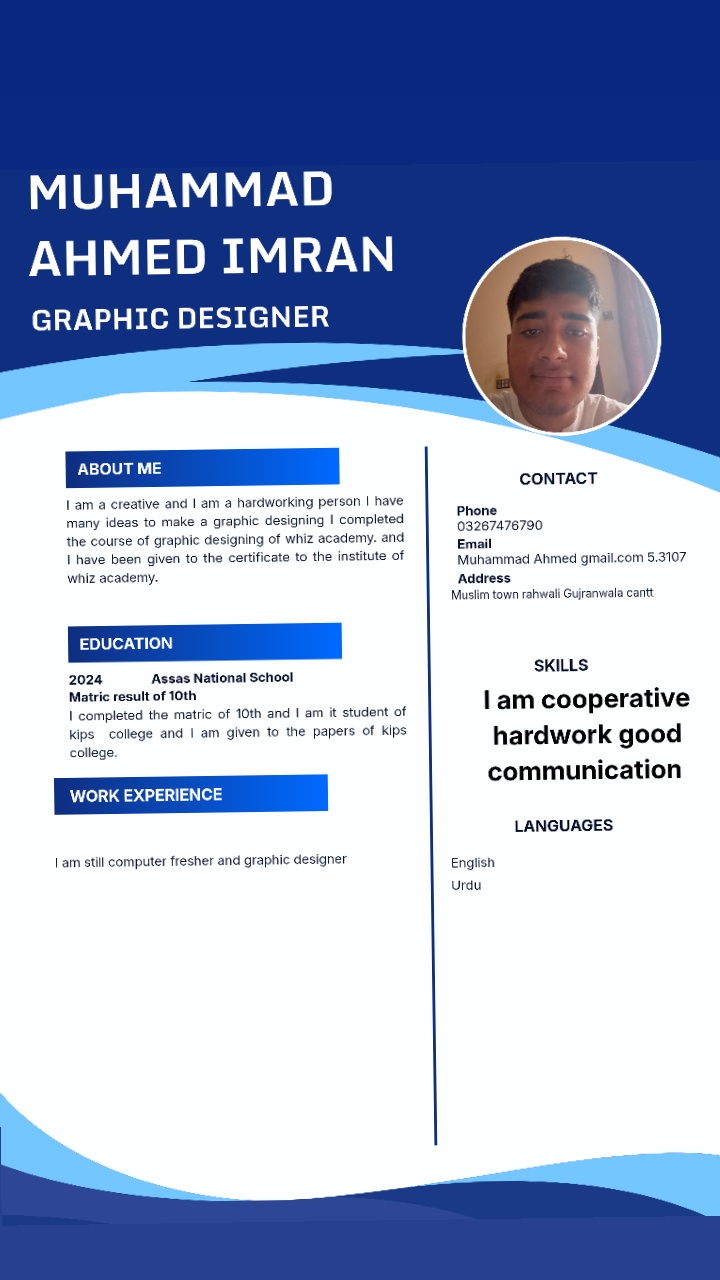 MUHAMMAD
AHMED IMRAN
GRAPHIC DESIGNER
ABOUT ME
I am a creative and I am a hardworking person I have
many ideas to make a graphic designing I completed
the course of graphic designing of whiz academy. and
I have been given to the certificate to the institute of
whiz academy.
EDUCATION
2024 Assas National School
Matric result of 10th
I completed the matric of 10th and I am it student of
kips college and I am given to the papers of kips
college.
WORK EXPERIENCE
I am still computer fresher and graphic designer
CONTACT
Phone
03267476790
Email
Muhammad Ahmed gmail.com 5.3107
Address
Muslim town rahwali Gujranwala cantt
SKILLS
I am cooperative
hardwork good
communication
LANGUAGES
English
Urdu